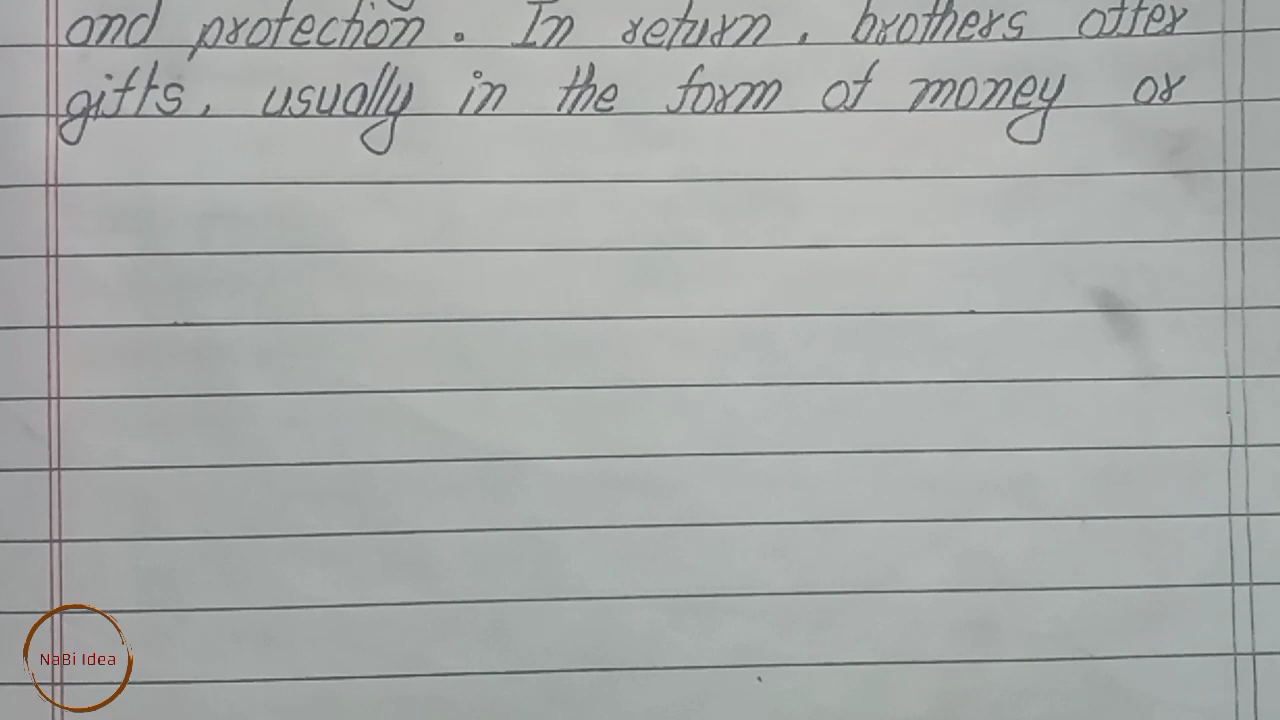 and protection. In return, brothers offer
gifts, usually in the form of money or
NaBi Idea